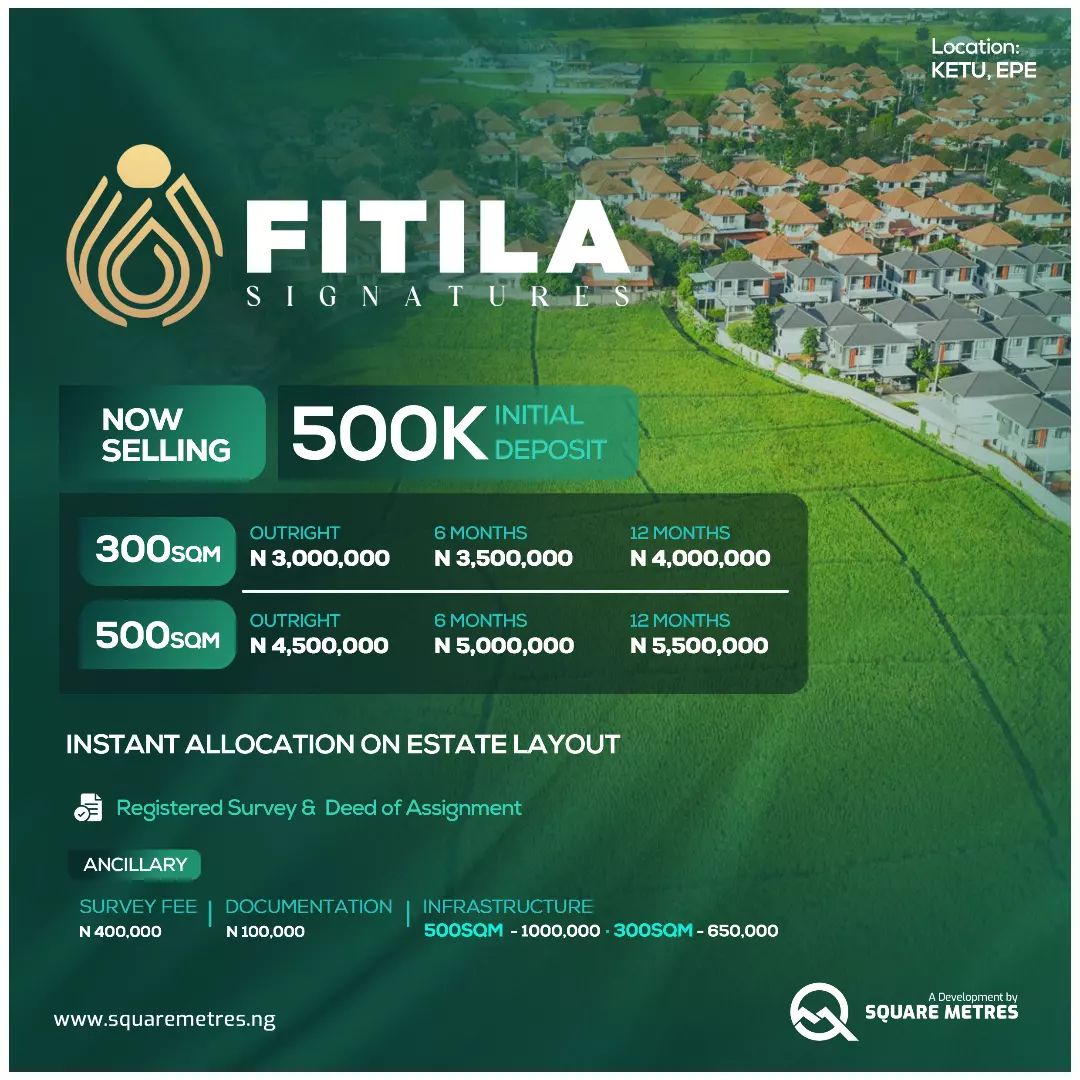 Location:
KETU, EPE
FITILA
SIGNATURES
NOW
SELLING
500K INITIAL
DEPOSIT
300SQM
OUTRIGHT 6 MONTHS 12 MONTHS
N 3,000,000 N 3,500,000 N 4,000,000
500SQM
OUTRIGHT 6 MONTHS 12 MONTHS
N 4,500,000 N 5,000,000 N 5,500,000
INSTANT ALLOCATION ON ESTATE LAYOUT
Registered Survey & Deed of Assignment
ANCILLARY
SURVEY FEE | DOCUMENTATION | INFRASTRUCTURE
N 400,000 N 100,000 500SQM - 1000,000 · 300SQM - 650,000
www.squaremetres.ng
A Development by
SQUARE METRES